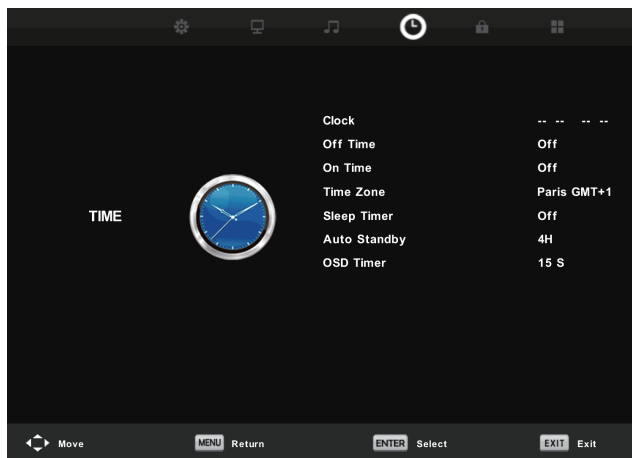 Clock -- -- -- --
Off Time Off
On Time Off
Time Zone Paris GMT+1
TIME
Sleep Timer Off
Auto Standby 4H
OSD Timer 15 S
Move MENU Return ENTER Select EXIT Exit